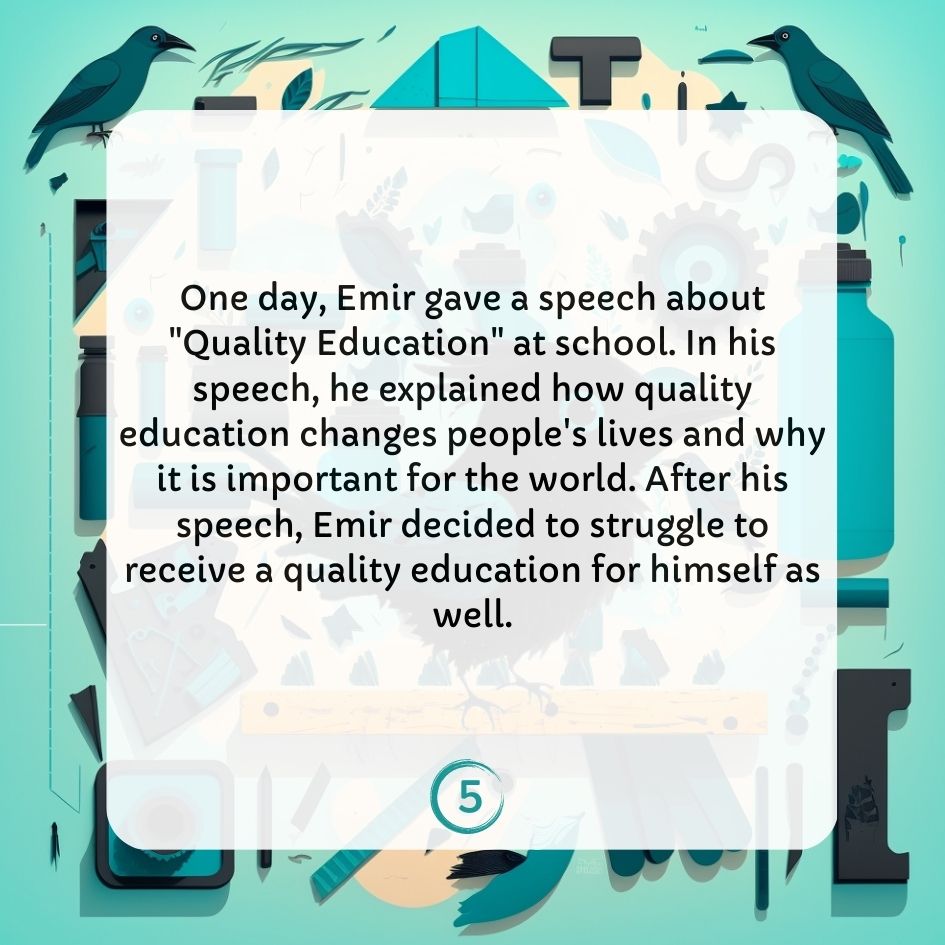 One day, Emir gave a speech about
"Quality Education" at school. In his
speech, he explained how quality
education changes people's lives and why
it is important for the world. After his
speech, Emir decided to struggle to
receive a quality education for himself as
well.
5